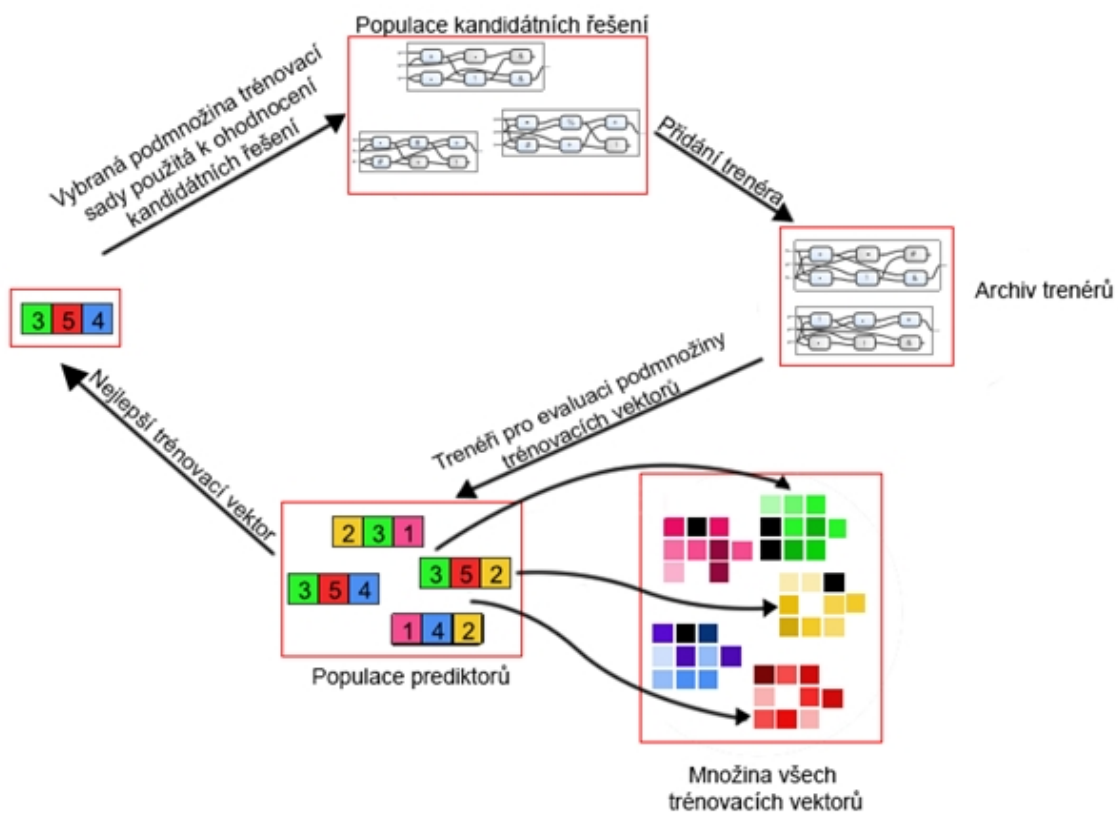 Populace kandidátních řešení
Vybraná podmnožina trénovací
sady použitá k ohodnocení
kandidátních řešení
Přidání trenéra
Archiv trenérů
3 5 4
Trenéři pro evaluaci podmnožiny
trénovacích vektorů
Nejlepší trénovací vektor
2 3 1
3 5 2
3 5 4
1 4 2
Populace prediktorů
Množina všech
trénovacích vektorů